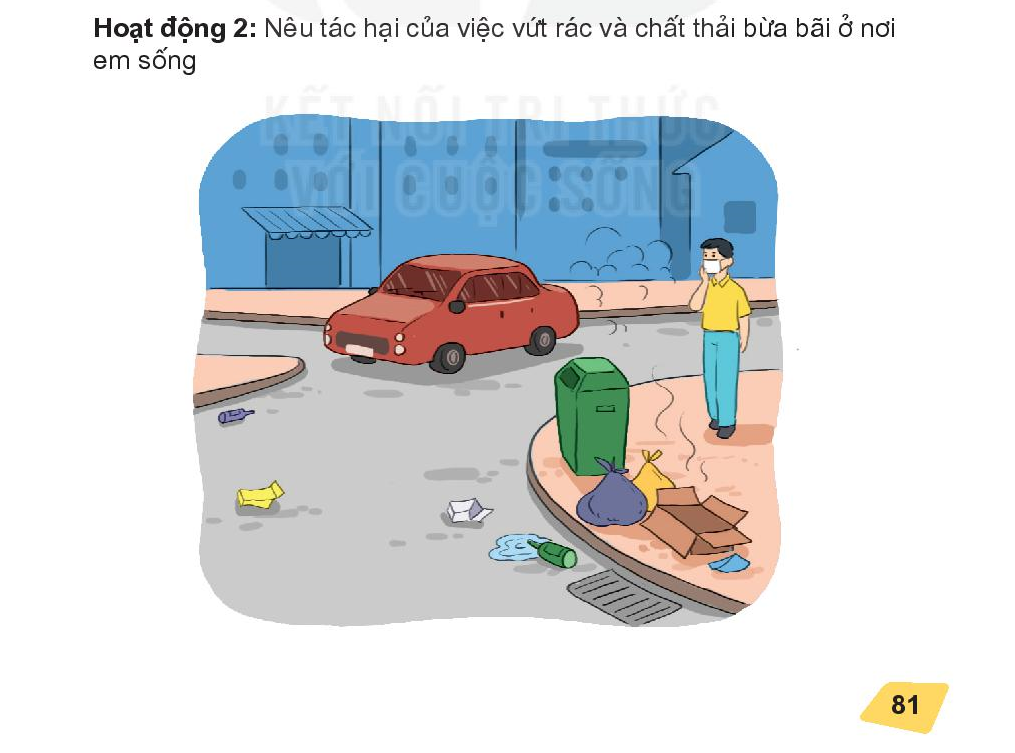 Hoạt động 2: Nêu tác hại của việc vứt rác và chất thải bừa bãi ở nơi
em sống
KẾT NỐI TRI THỨC
VỚI CUỘC SỐNG
81